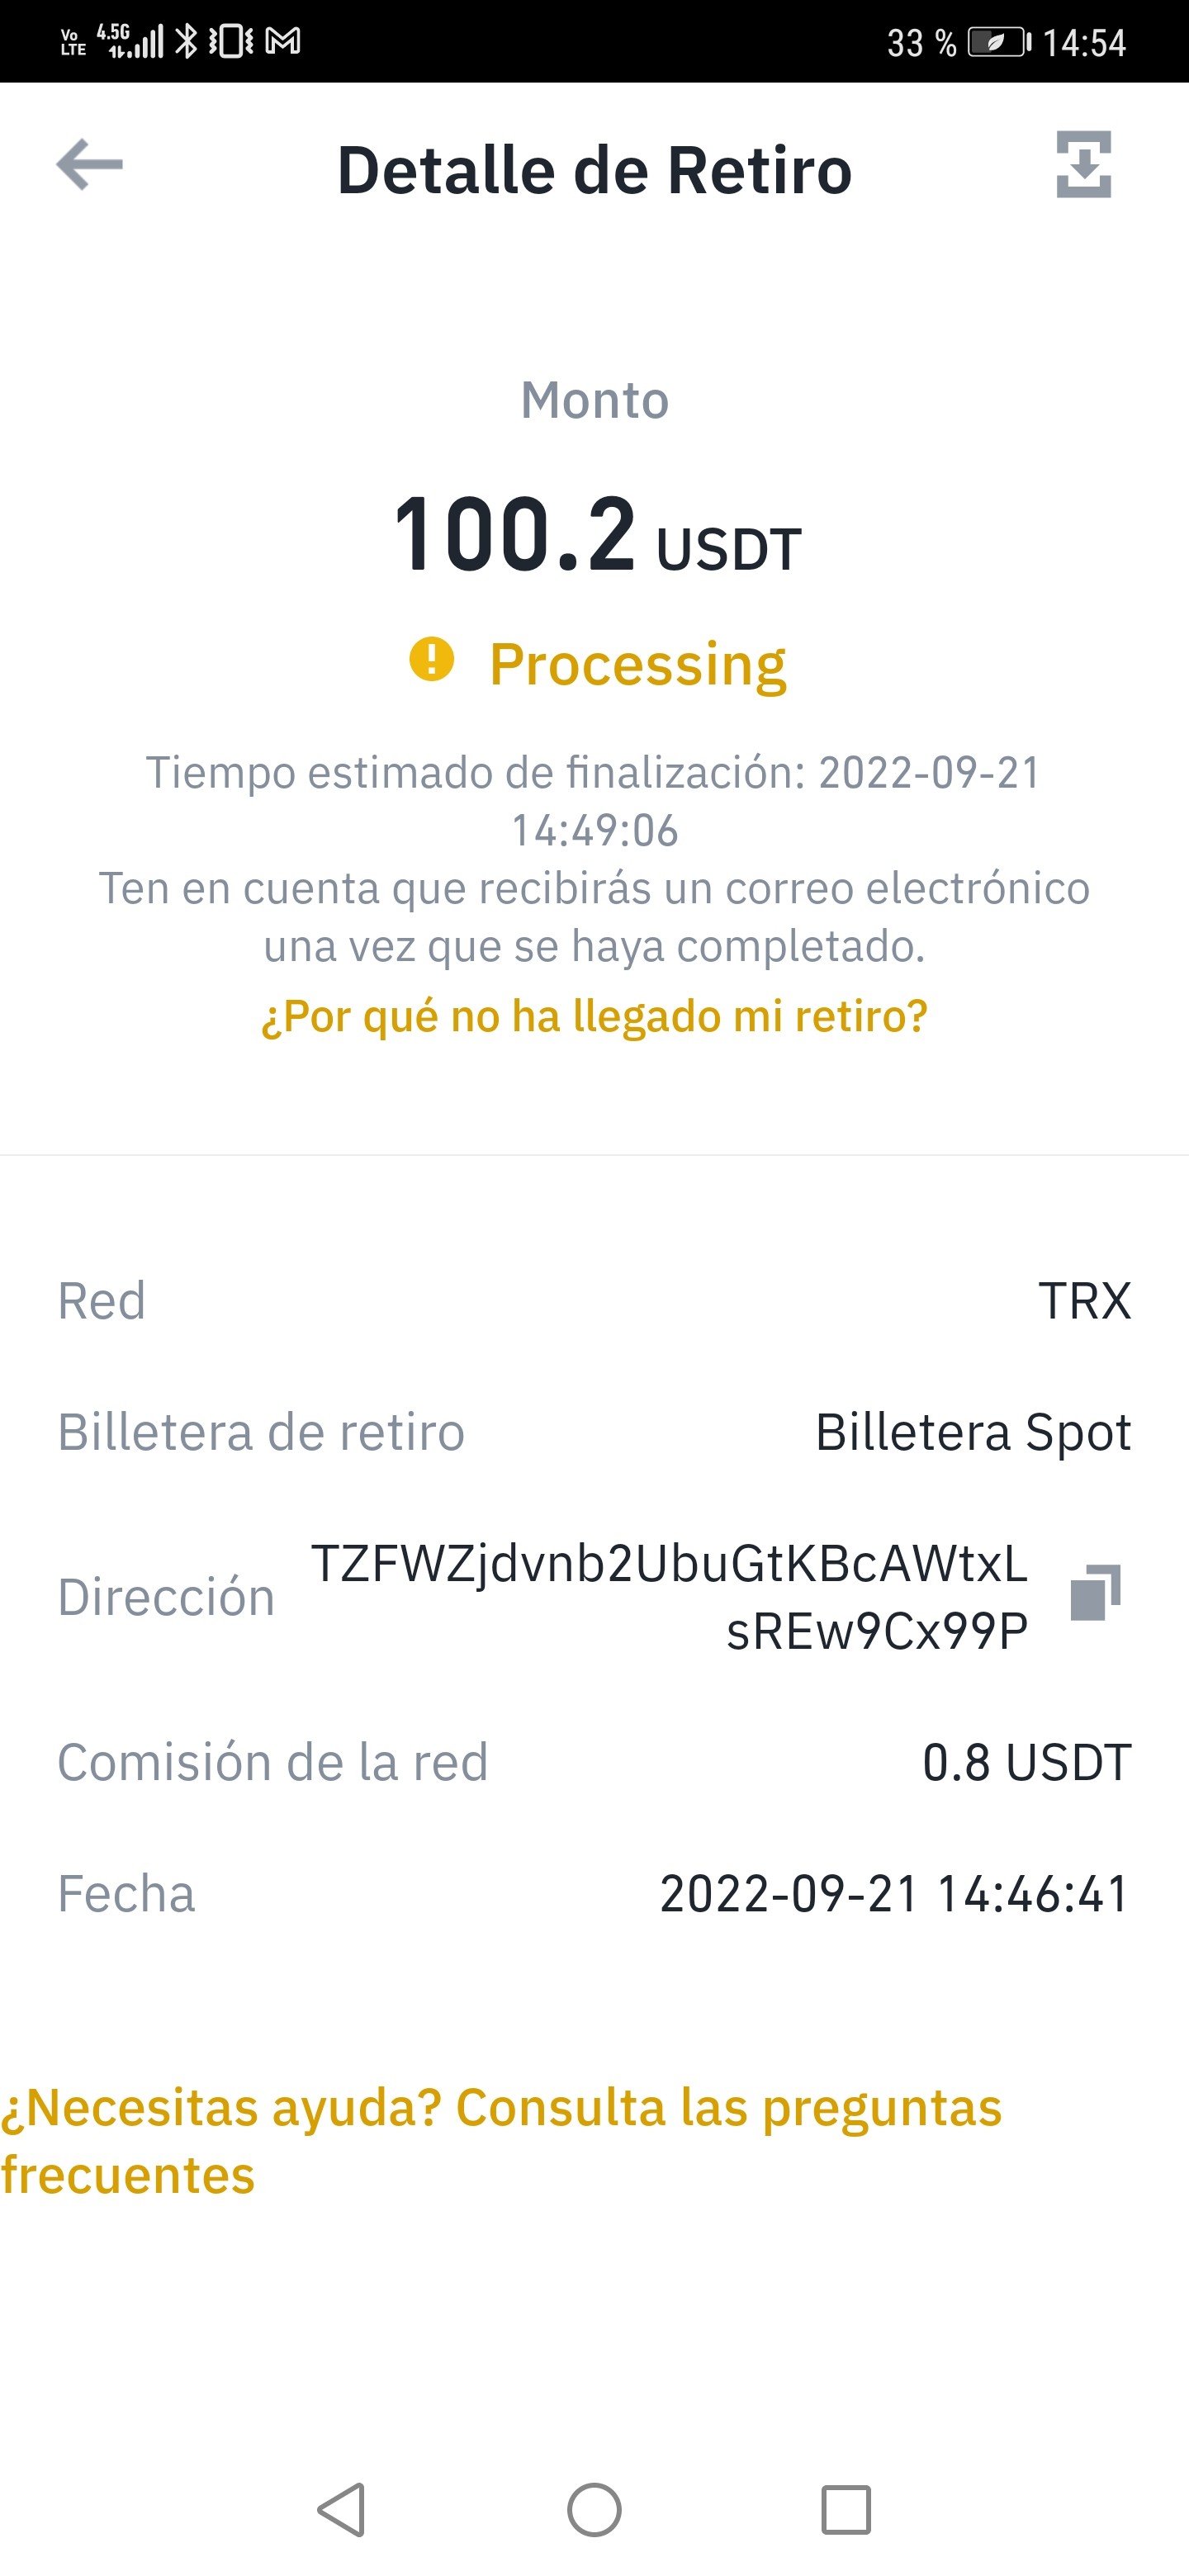 Vo LTE 4.5G 33 % 14:54
Detalle de Retiro
Monto
100.2 USDT
Processing
Tiempo estimado de finalización: 2022-09-21
14:49:06
Ten en cuenta que recibirás un correo electrónico
una vez que se haya completado.
¿Por qué no ha llegado mi retiro?
Red TRX
Billetera de retiro Billetera Spot
Dirección TZFWZjdvnb2UbuGtKBcAWtxL
sREw9Cx99P
Comisión de la red 0.8 USDT
Fecha 2022-09-21 14:46:41
¿Necesitas ayuda? Consulta las preguntas
frecuentes